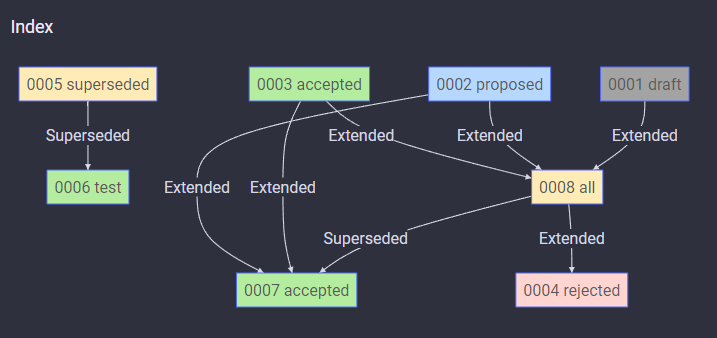 Index
0005 superseded
0003 accepted
0002 proposed
0001 draft
Superseded
Extended
Extended
Extended
0006 test
Extended
Extended
0008 all
Superseded
Extended
0007 accepted
0004 rejected